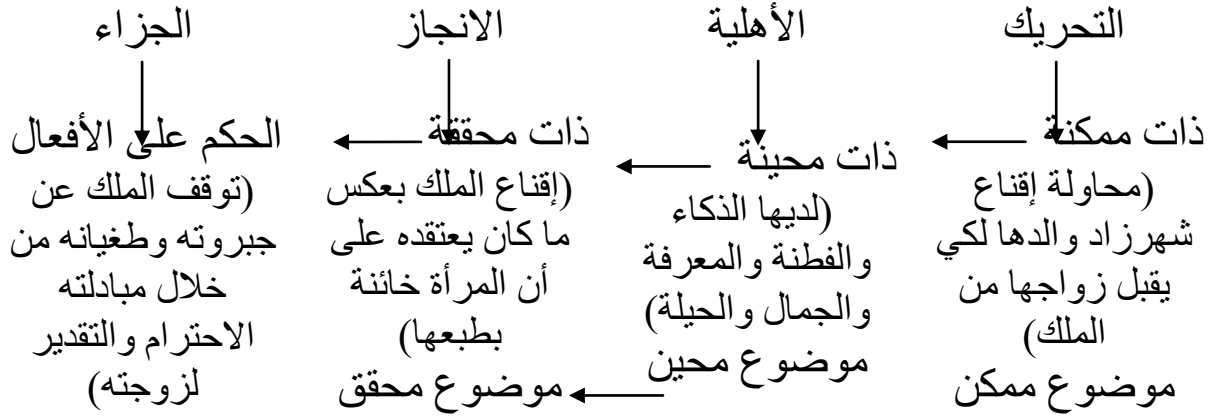 التحريك
الأهلية
الانجاز
الجزاء
ذات ممكنة
(محاولة إقناع
شهرزاد والدها لكي
يقبل زواجها من
الملك)
موضوع ممكن
ذات محينة
(لديها الذكاء
والفطنة والمعرفة
والجمال والحيلة)
موضوع محين
ذات محققة
(إقناع الملك بعكس
ما كان يعتقده على
أن المرأة خائنة
بطبعها)
موضوع محقق
الحكم على الأفعال
(توقف الملك عن
جبروته وطغيانه من
خلال مبادلته
الاحترام والتقدير
لزوجته)